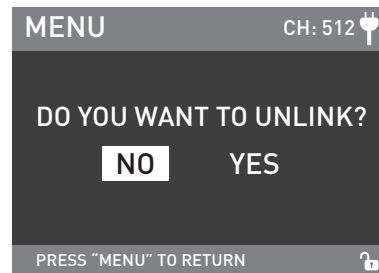 MENU CH: 512
DO YOU WANT TO UNLINK?
NO YES
PRESS “MENU” TO RETURN